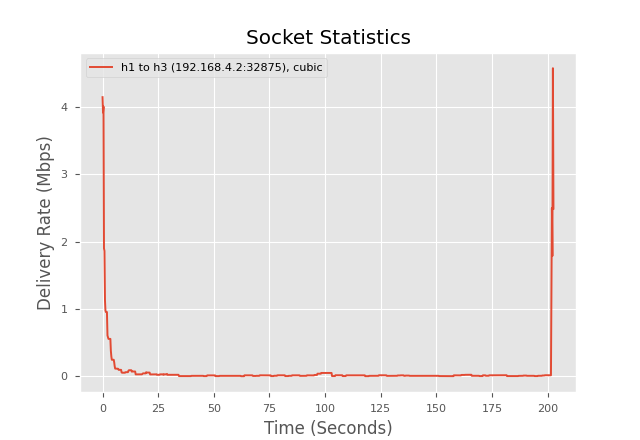 Socket Statistics
h1 to h3 (192.168.4.2:32875), cubic
Delivery Rate (Mbps)
4
3
2
1
0
0 25 50 75 100 125 150 175 200
Time (Seconds)